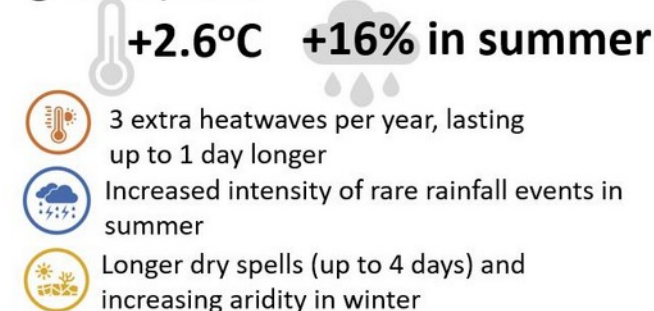 +2.6°C +16% in summer
3 extra heatwaves per year, lasting
up to 1 day longer
Increased intensity of rare rainfall events in
summer
Longer dry spells (up to 4 days) and
increasing aridity in winter